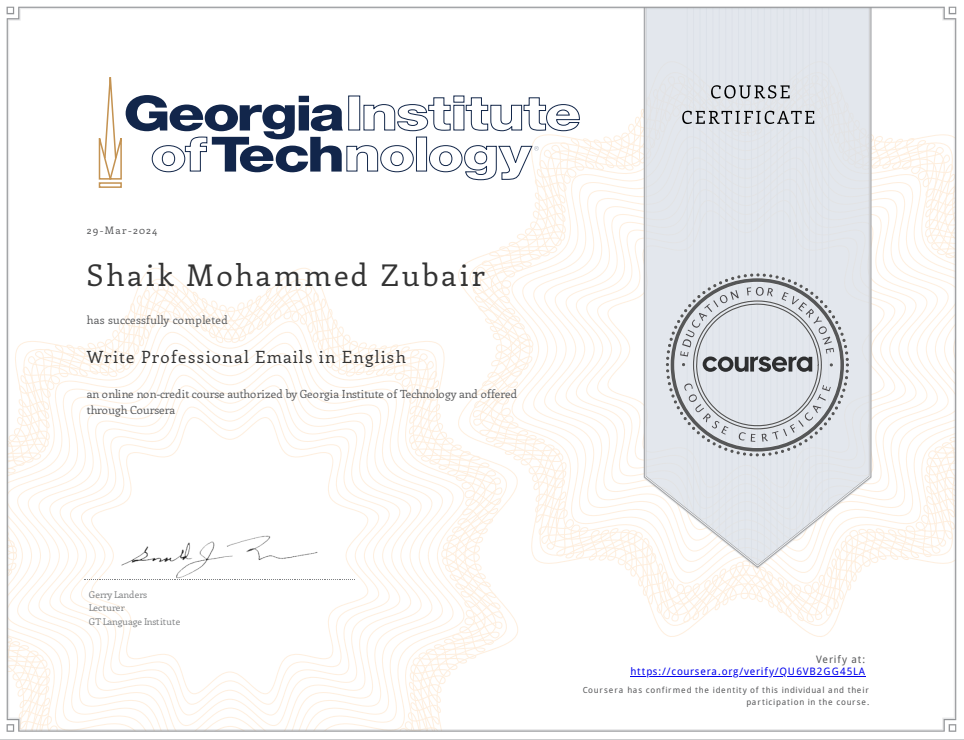 Georgia Institute
of Technology
COURSE
CERTIFICATE
29-Mar-2024
Shaik Mohammed Zubair
has successfully completed
Write Professional Emails in English
an online non-credit course authorized by Georgia Institute of Technology and offered
through Coursera
EDUCATION FOR EVERYONE
coursera
COURSE CERTIFICATE
Gerry Landers
Lecturer
GT Language Institute
Verify at:
https://coursera.org/verify/QU6VB2GG45LA
Coursera has confirmed the identity of this individual and their
participation in the course.